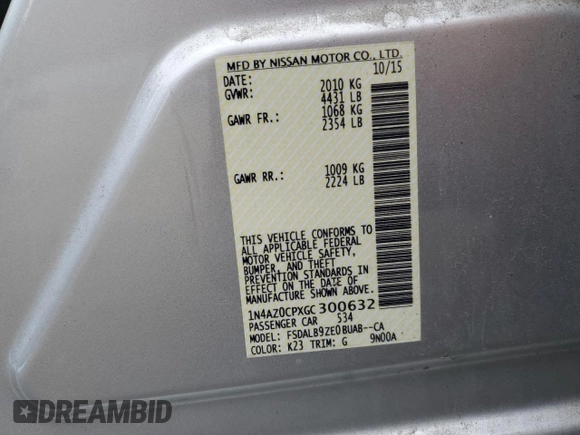 MFD BY NISSAN MOTOR CO., LTD.
DATE: 10/15
GVWR: 2010 KG
4431 LB
GAWR FR.: 1068 KG
2354 LB
GAWR RR.: 1009 KG
2224 LB
THIS VEHICLE CONFORMS TO
ALL APPLICABLE FEDERAL
MOTOR VEHICLE SAFETY,
BUMPER, AND THEFT
PREVENTION STANDARDS IN
EFFECT ON THE DATE OF
MANUFACTURE SHOWN ABOVE.
1N4AZ0CPXGC300632
PASSENGER CAR 534
MODEL: FSDALB9ZE0BUAB--CA
COLOR: K23 TRIM: G 9N00A
DREAMBID